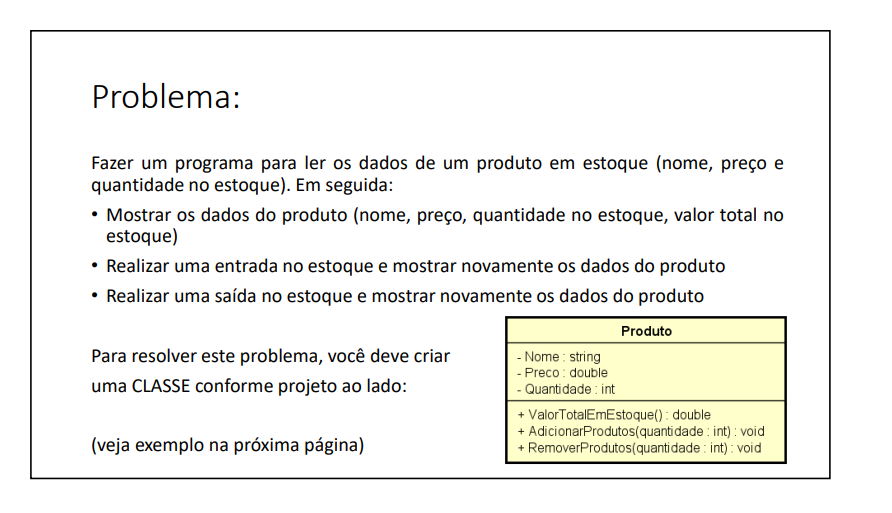 Problema:
Fazer um programa para ler os dados de um produto em estoque (nome, preço e
quantidade no estoque). Em seguida:
• Mostrar os dados do produto (nome, preço, quantidade no estoque, valor total no
estoque)
• Realizar uma entrada no estoque e mostrar novamente os dados do produto
• Realizar uma saída no estoque e mostrar novamente os dados do produto
Para resolver este problema, você deve criar
uma CLASSE conforme projeto ao lado:
(veja exemplo na próxima página)
Produto
- Nome : string
- Preco : double
- Quantidade : int
+ ValorTotalEmEstoque() : double
+ AdicionarProdutos(quantidade : int) : void
+ RemoverProdutos(quantidade : int) : void